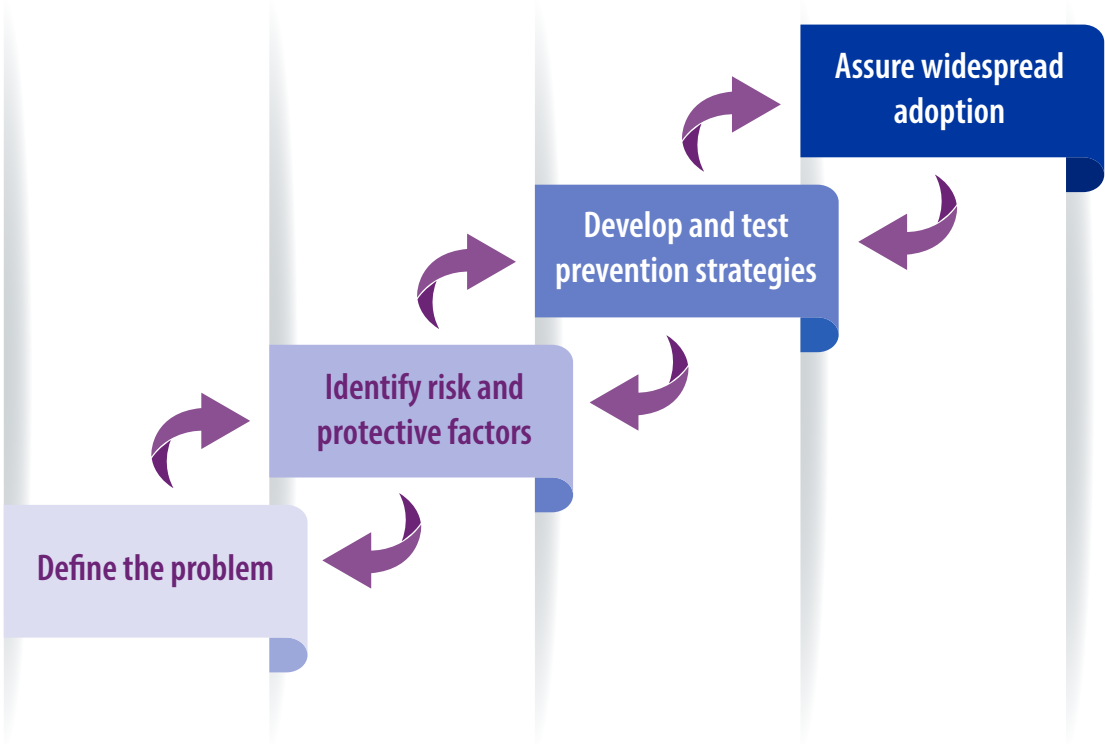 Assure widespread
adoption
Develop and test
prevention strategies
Identify risk and
protective factors
Define the problem